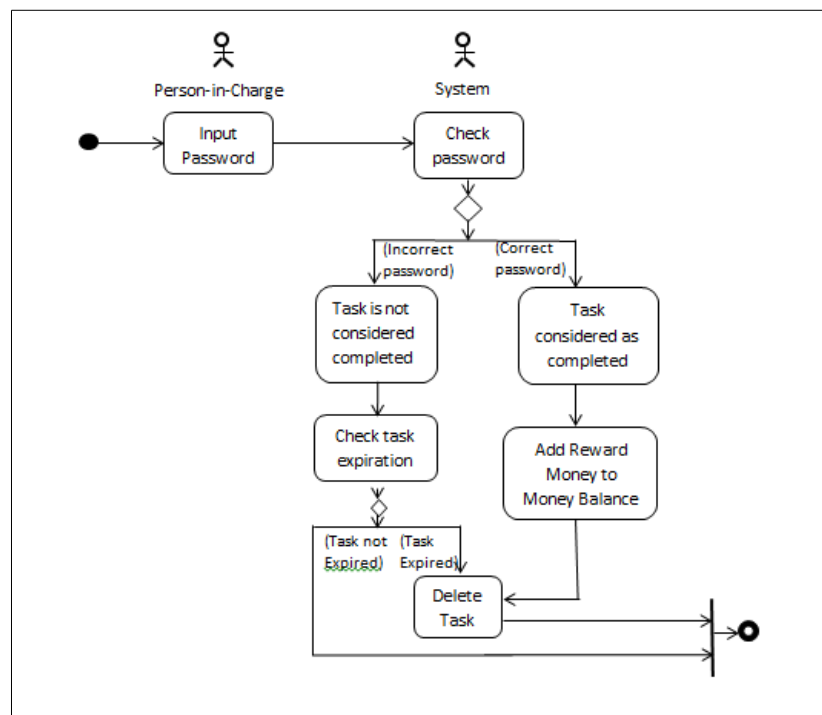 Person-in-Charge
System
Input
Password
Check
password
(Incorrect
password)
(Correct
password)
Task is not
considered
completed
Task
considered as
completed
Check task
expiration
Add Reward
Money to
Money Balance
(Task not
Expired)
(Task
Expired)
Delete
Task